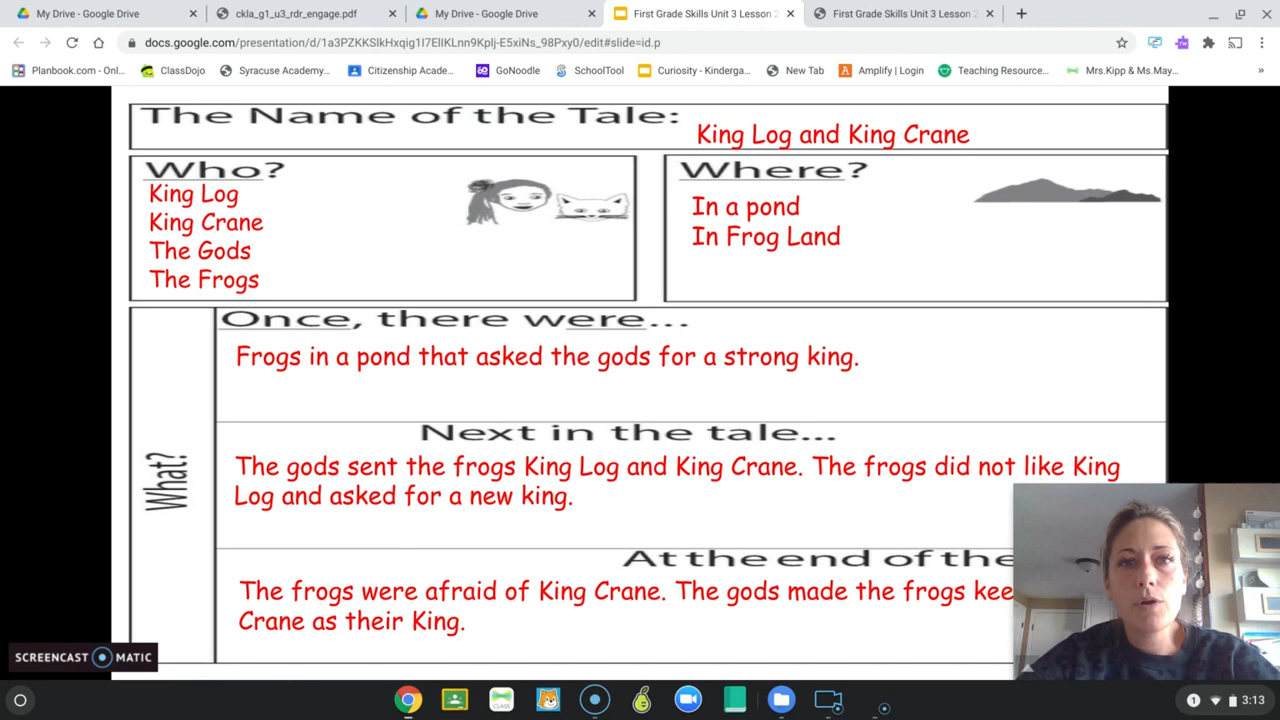 My Drive - Google Drive
ckla_g1_u3_rdr_engage.pdf
My Drive - Google Drive
First Grade Skills Unit 3 Lesson 2
First Grade Skills Unit 3 Lesson 2
docs.google.com/presentation/d/
Planbook.com - Onl...
ClassDojo
Syracuse Academy...
Citizenship Acade...
GoNoodle
SchoolTool
Curiosity - Kinderga...
New Tab
Amplify | Login
Teaching Resource...
Mrs.Kipp & Ms.May...
»
The Name of the Tale:
King Log and King Crane
Who?
King Log
King Crane
The Gods
The Frogs
Where?
In a pond
In Frog Land
What?
Once, there were...
Frogs in a pond that asked the gods for a strong king.
Next in the tale...
The gods sent the frogs King Log and King Crane. The frogs did not like King
Log and asked for a new king.
At the end of the
The frogs were afraid of King Crane. The gods made the frogs kee
Crane as their King.
SCREENCAST MATIC
CLASS
1
3:13